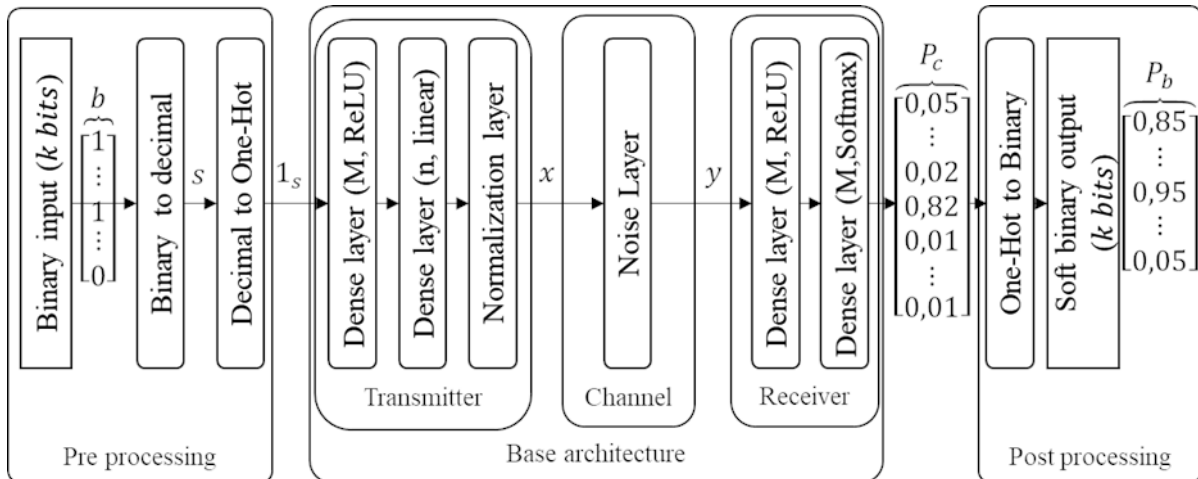 Binary input (k bits)
b
1
...
1
...
0
Binary to decimal
s
Decimal to One-Hot
1ₛ
Pre processing
Dense layer (M, ReLU)
Dense layer (n, linear)
Normalization layer
Transmitter
x
Noise Layer
Channel
y
Dense layer (M, ReLU)
Dense layer (M,Softmax)
Receiver
Base architecture
P_c
0,05
...
0,02
0,82
0,01
...
0,01
One-Hot to Binary
Soft binary output
(k bits)
P_b
0,85
...
0,95
...
0,05
Post processing